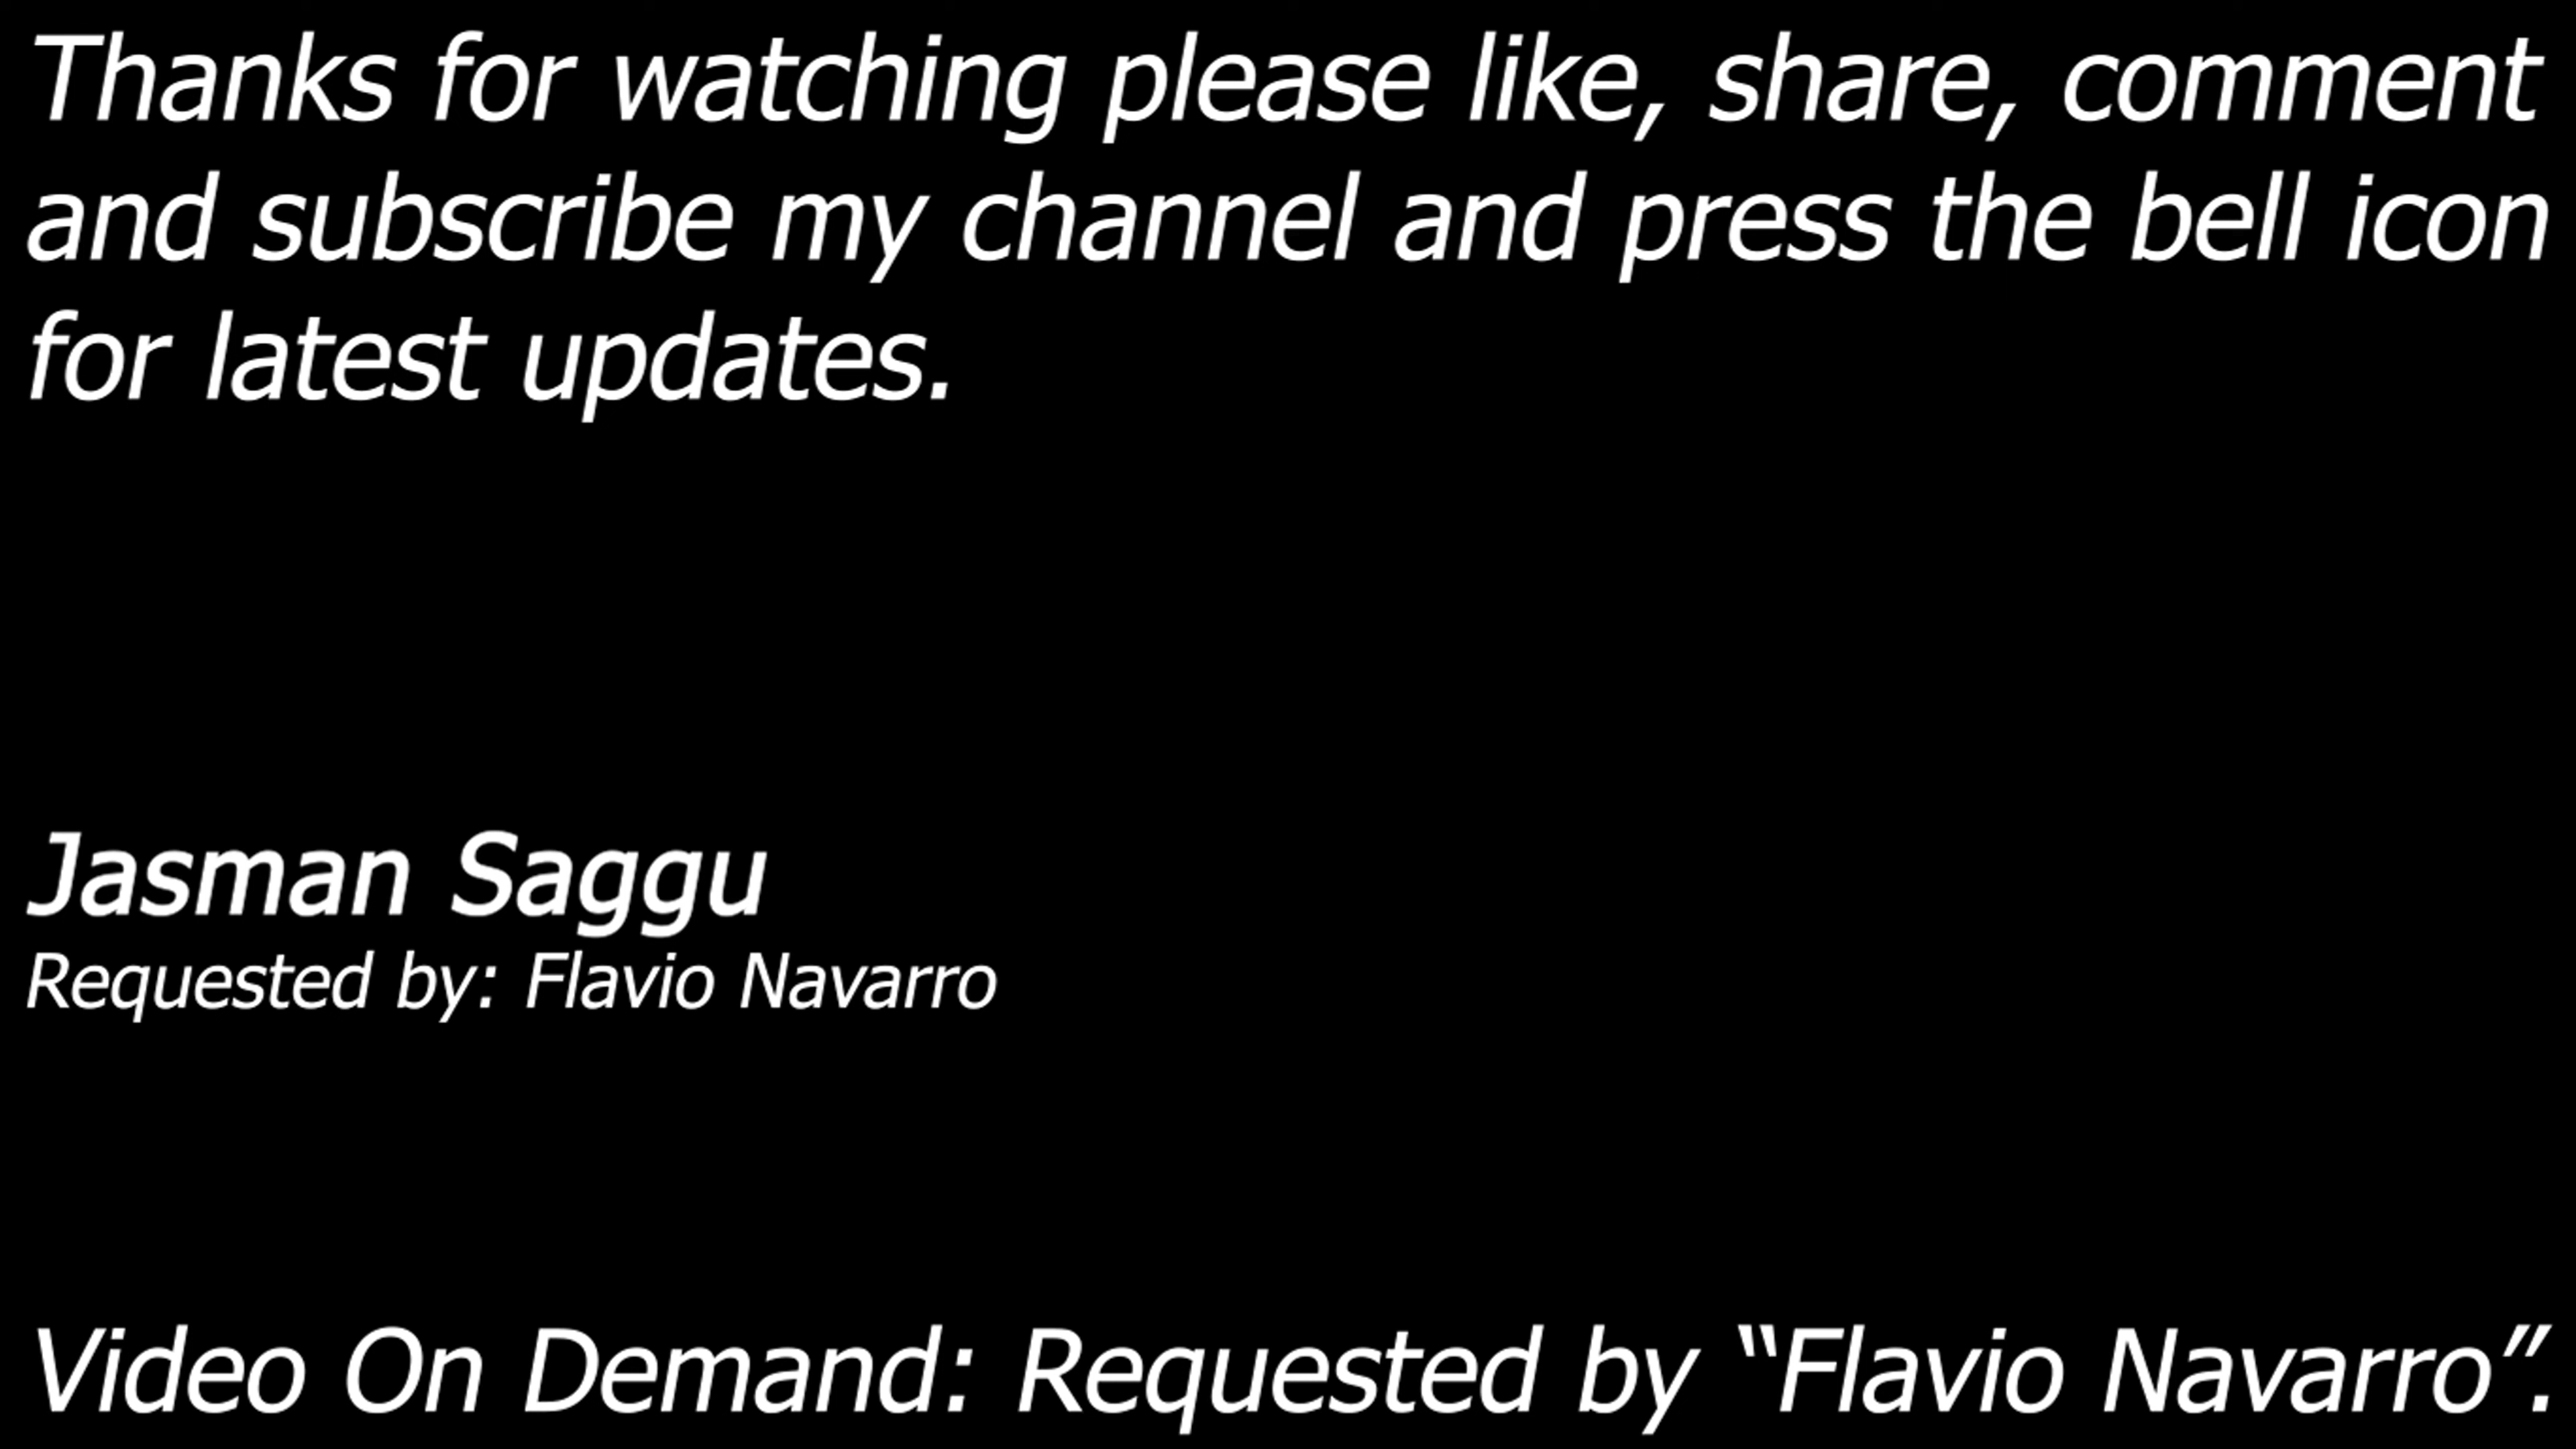 Thanks for watching please like, share, comment
and subscribe my channel and press the bell icon
for latest updates.
Jasman Saggu
Requested by: Flavio Navarro
Video On Demand: Requested by “Flavio Navarro”.